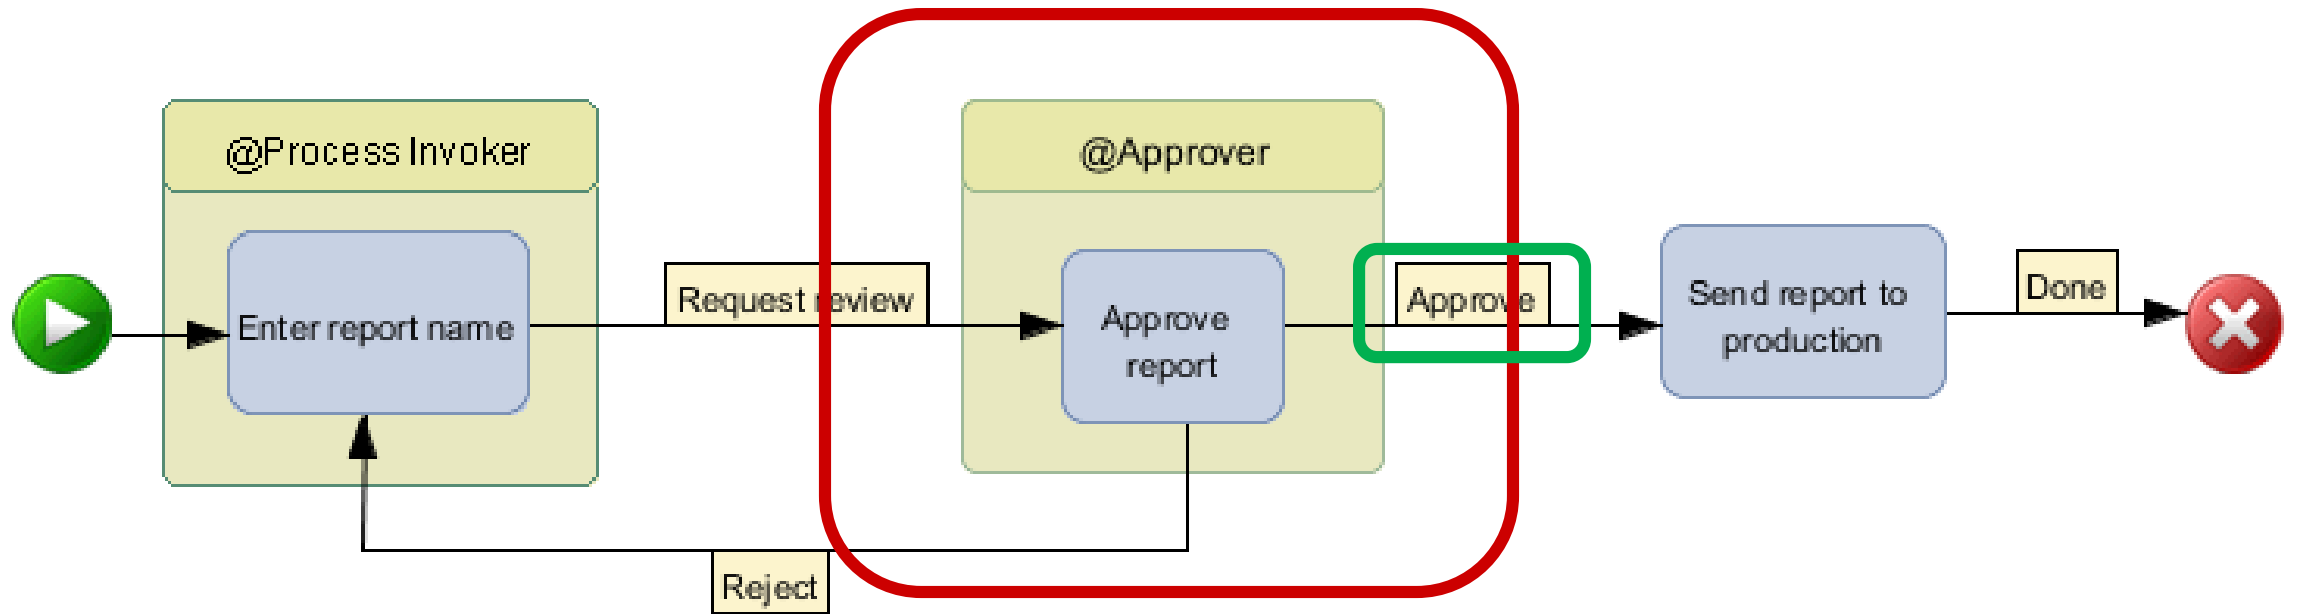 @Process Invoker
Enter report name
Request review
@Approver
Approve
report
Approve
Reject
Send report to
production
Done